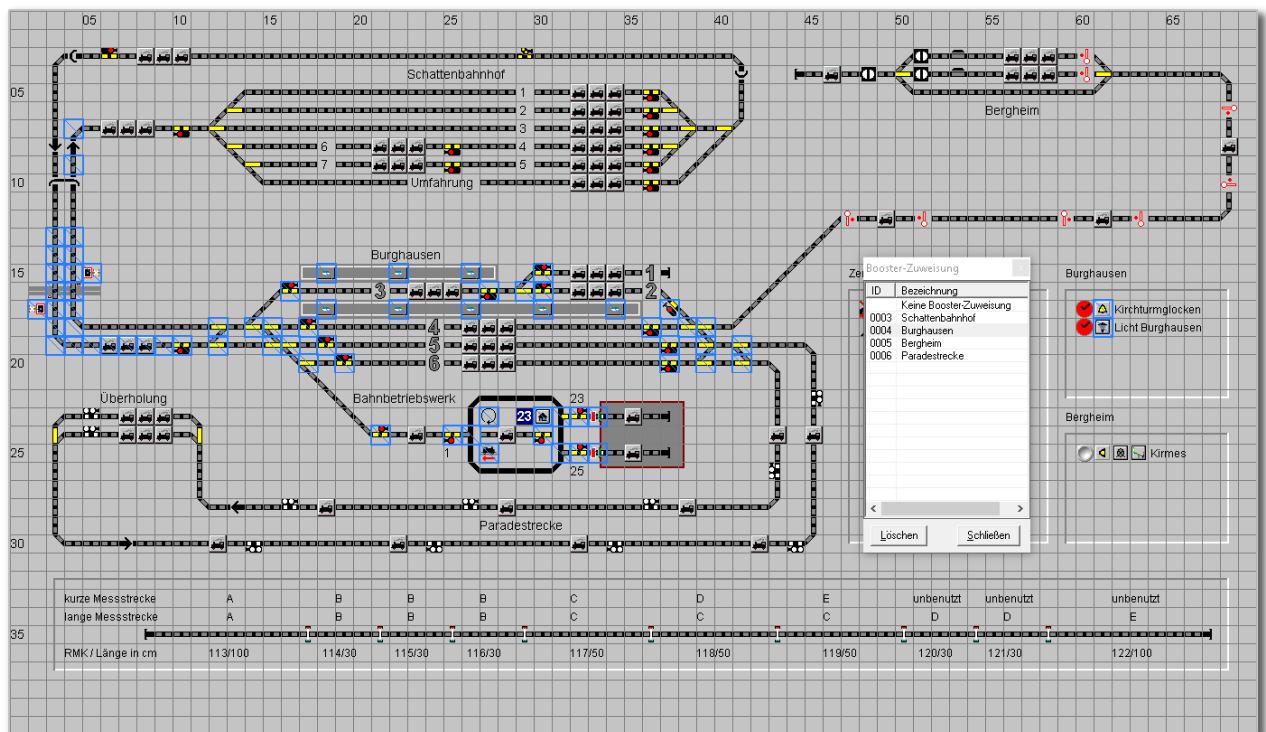 05 10 15 20 25 30 35 40 45 50 55 60 65
Schattenbahnhof
05
1
2
Bergheim
3
6 4
7 5
10
Umfahrung
Burghausen
15
1
3 2
4
5
20
6
Booster-Zuweisung
ID Bezeichnung
Keine Booster-Zuweisung
0003 Schattenbahnhof
0004 Burghausen
0005 Bergheim
0006 Paradestrecke
Löschen Schließen
Burghausen
Kirchturmglocken
Licht Burghausen
Bergheim
Kirmes
Überholung
Bahnbetriebswerk
23
23
1
25
25
Paradestrecke
30
kurze Messstrecke A B B B C D E unbenutzt unbenutzt unbenutzt
lange Messstrecke A B B B C C C D D E
35
RMK / Länge in cm 113/100 114/30 115/30 116/30 117/50 118/50 119/50 120/30 121/30 122/100